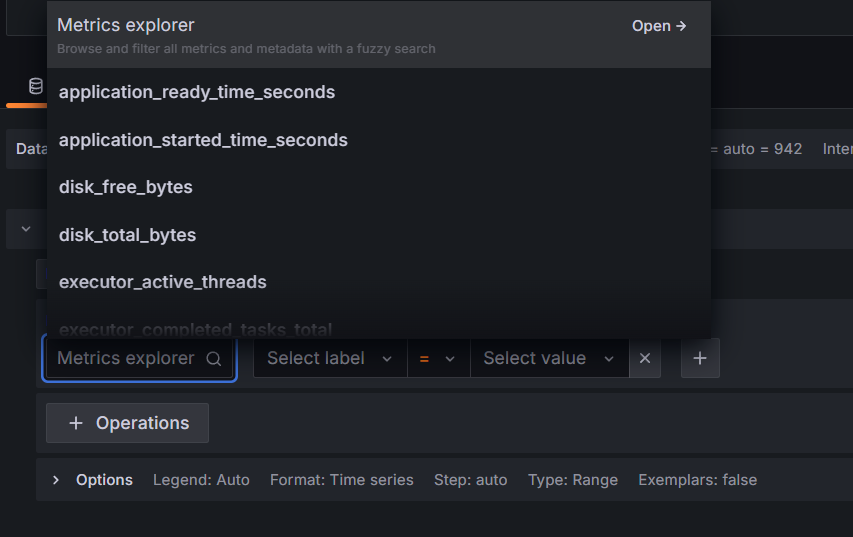 Metrics explorer
Open →
Browse and filter all metrics and metadata with a fuzzy search
application_ready_time_seconds
application_started_time_seconds
Data
= auto = 942 Inter
disk_free_bytes
disk_total_bytes
executor_active_threads
executor_completed_tasks_total
Metrics explorer Select label = Select value × +
+ Operations
> Options Legend: Auto Format: Time series Step: auto Type: Range Exemplars: false